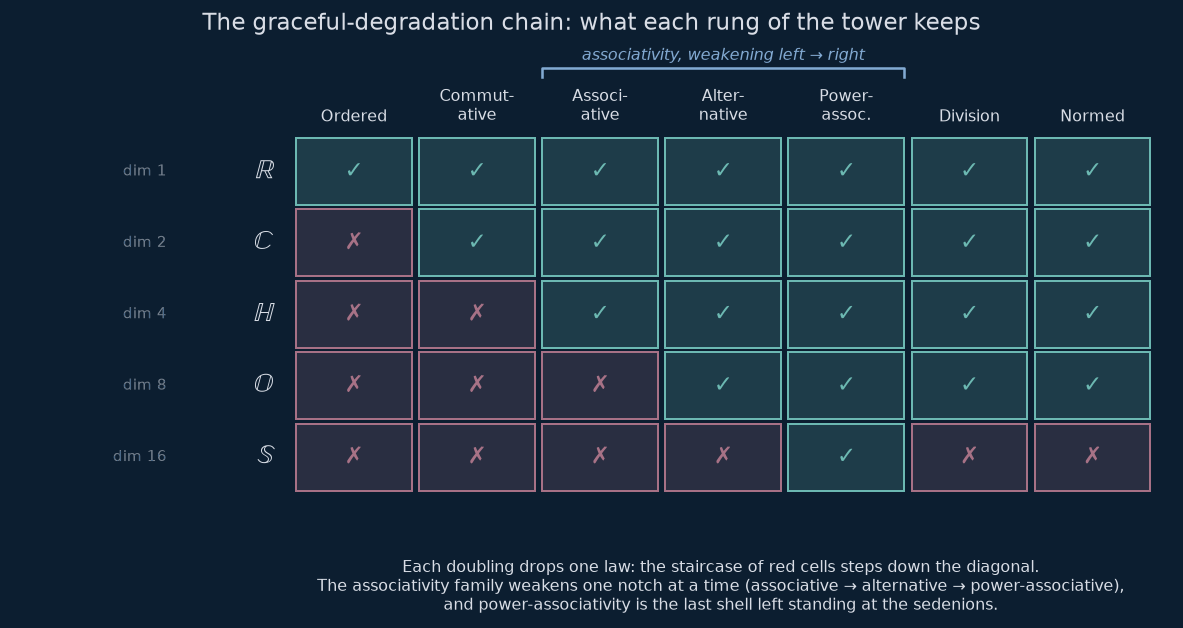 The graceful-degradation chain: what each rung of the tower keeps
associativity, weakening left → right
Ordered
Commut-
ative
Associ-
ative
Alter-
native
Power-
assoc.
Division
Normed
dim 1 ℝ ✓ ✓ ✓ ✓ ✓ ✓ ✓
dim 2 ℂ ✗ ✓ ✓ ✓ ✓ ✓ ✓
dim 4 ℍ ✗ ✗ ✓ ✓ ✓ ✓ ✓
dim 8 𝕆 ✗ ✗ ✗ ✓ ✓ ✓ ✓
dim 16 𝕊 ✗ ✗ ✗ ✗ ✓ ✗ ✗
Each doubling drops one law: the staircase of red cells steps down the diagonal.
The associativity family weakens one notch at a time (associative → alternative → power-associative),
and power-associativity is the last shell left standing at the sedenions.